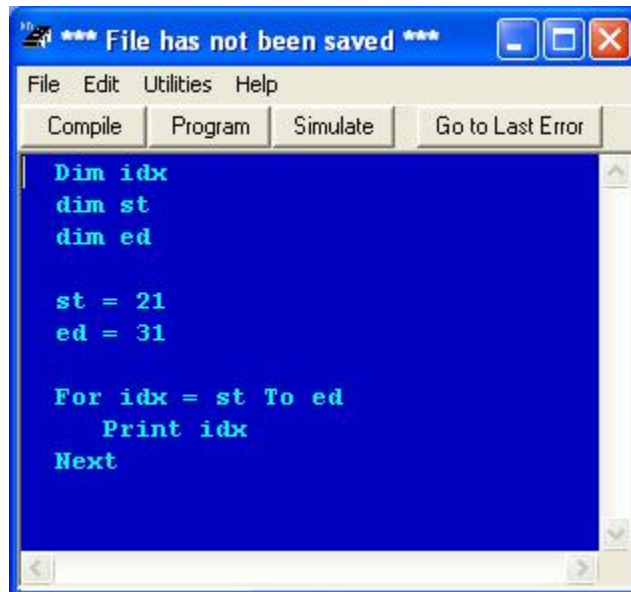 *** File has not been saved ***
File Edit Utilities Help
Compile Program Simulate Go to Last Error
Dim idx
dim st
dim ed
st = 21
ed = 31
For idx = st To ed
Print idx
Next